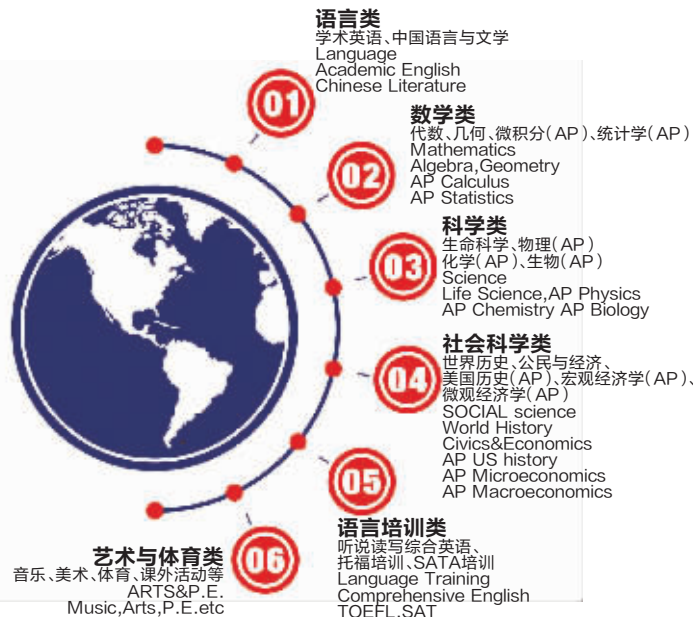 01
语言类
学术英语、中国语言与文学
Language
Academic English
Chinese Literature
02
数学类
代数、几何、微积分(AP)、统计学(AP)
Mathematics
Algebra,Geometry
AP Calculus
AP Statistics
03
科学类
生命科学、物理(AP)
化学(AP)、生物(AP)
Science
Life Science,AP Physics
AP Chemistry AP Biology
04
社会科学类
世界历史、公民与经济、
美国历史(AP)、宏观经济学(AP)、
微观经济学(AP)
SOCIAL science
World History
Civics&Economics
AP US history
AP Microeconomics
AP Macroeconomics
05
语言培训类
听说读写综合英语、
托福培训、SATA培训
Language Training
Comprehensive English
TOEFL.SAT
06
艺术与体育类
音乐、美术、体育、课外活动等
ARTS&P.E.
Music,Arts,P.E.etc